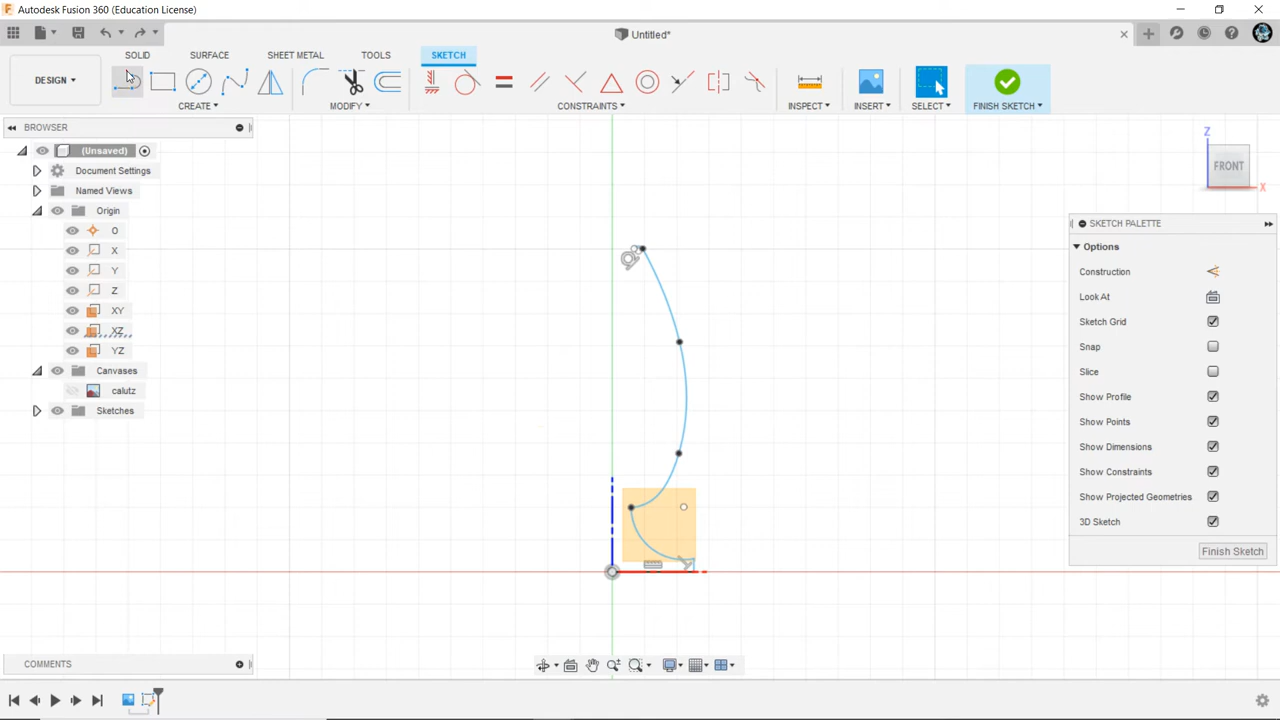 Autodesk Fusion 360 (Education License)
Untitled*
SOLID SURFACE SHEET METAL TOOLS SKETCH
DESIGN
CREATE MODIFY CONSTRAINTS INSPECT INSERT SELECT FINISH SKETCH
BROWSER
(Unsaved)
Document Settings
Named Views
Origin
O
X
Y
Z
XY
XZ
YZ
Canvases
calutz
Sketches
Z
FRONT
X
SKETCH PALETTE
Options
Construction
Look At
Sketch Grid
Snap
Slice
Show Profile
Show Points
Show Dimensions
Show Constraints
Show Projected Geometries
3D Sketch
Finish Sketch
COMMENTS